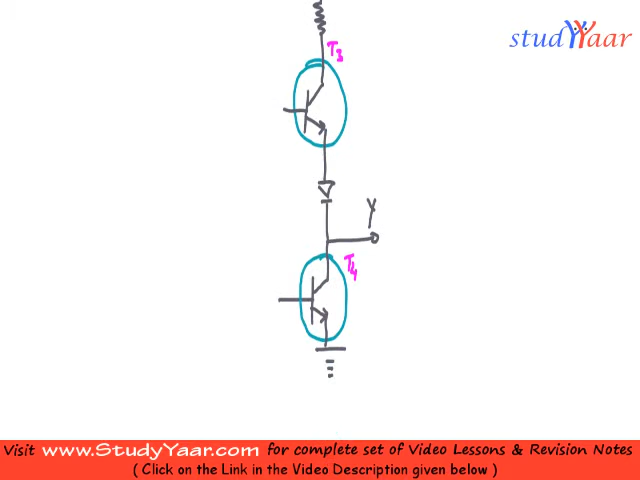 studYYaar
T3
Y
T4
Visit www.StudyYaar.com for complete set of Video Lessons & Revision Notes
( Click on the Link in the Video Description given below )